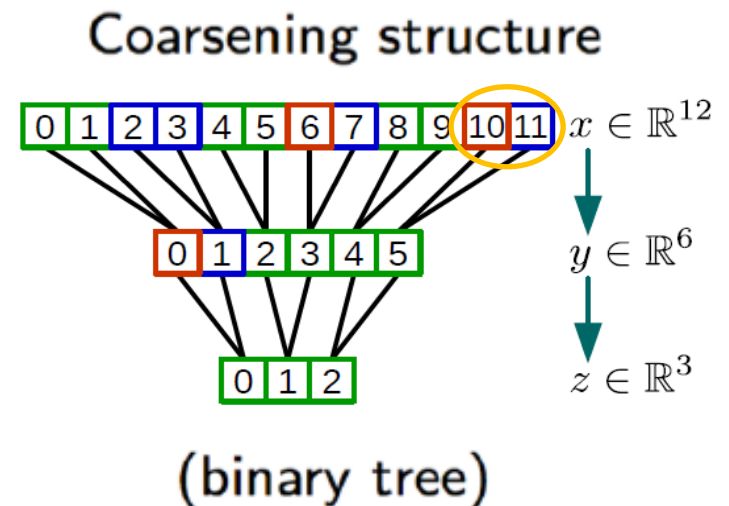 Coarsening structure
0 1 2 3 4 5 6 7 8 9 10 11 x ∈ ℝ¹²
0 1 2 3 4 5 y ∈ ℝ⁶
0 1 2 z ∈ ℝ³
(binary tree)